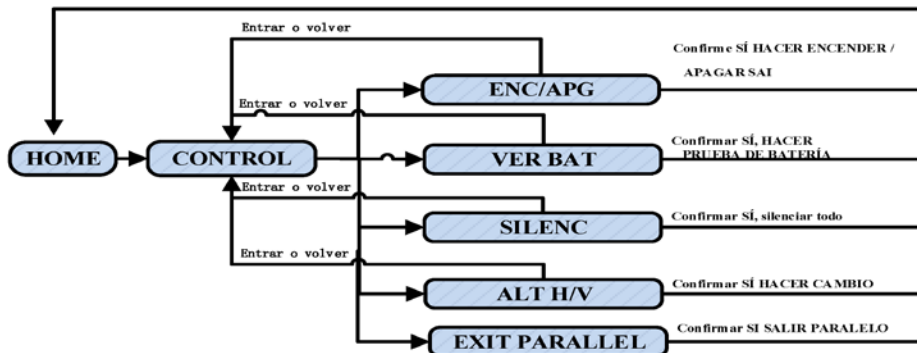 Entrar o volver
Confirme SÍ HACER ENCENDER /
APAGAR SAI
ENC/APG
Entrar o volver
HOME
CONTROL
VER BAT
Confirmar SÍ, HACER
PRUEBA DE BATERÍA
Entrar o volver
SILENC
Confirmar SÍ, silenciar todo
Entrar o volver
ALT H/V
Confirmar SÍ HACER CAMBIO
EXIT PARALLEL
Confirmar SI SALIR PARALELO